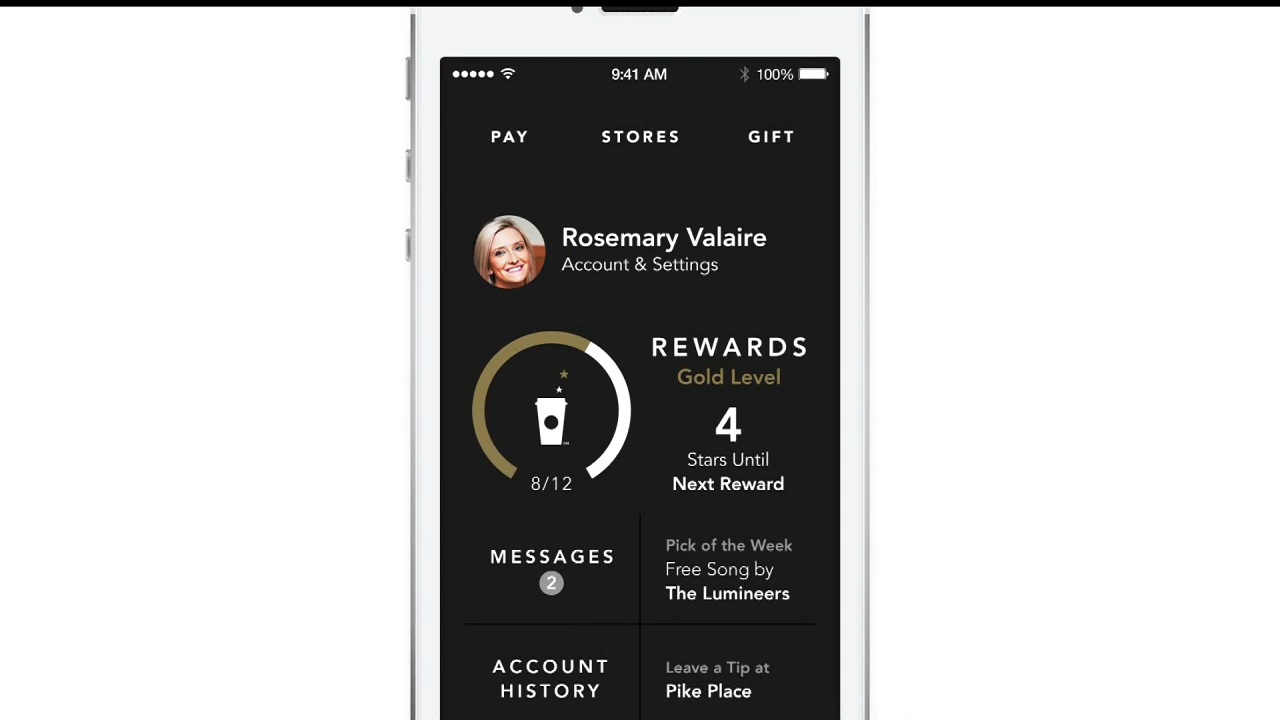 9:41 AM
100%
PAY
STORES
GIFT
Rosemary Valaire
Account & Settings
REWARDS
Gold Level
4
Stars Until
Next Reward
8/12
MESSAGES
2
Pick of the Week
Free Song by
The Lumineers
ACCOUNT
HISTORY
Leave a Tip at
Pike Place